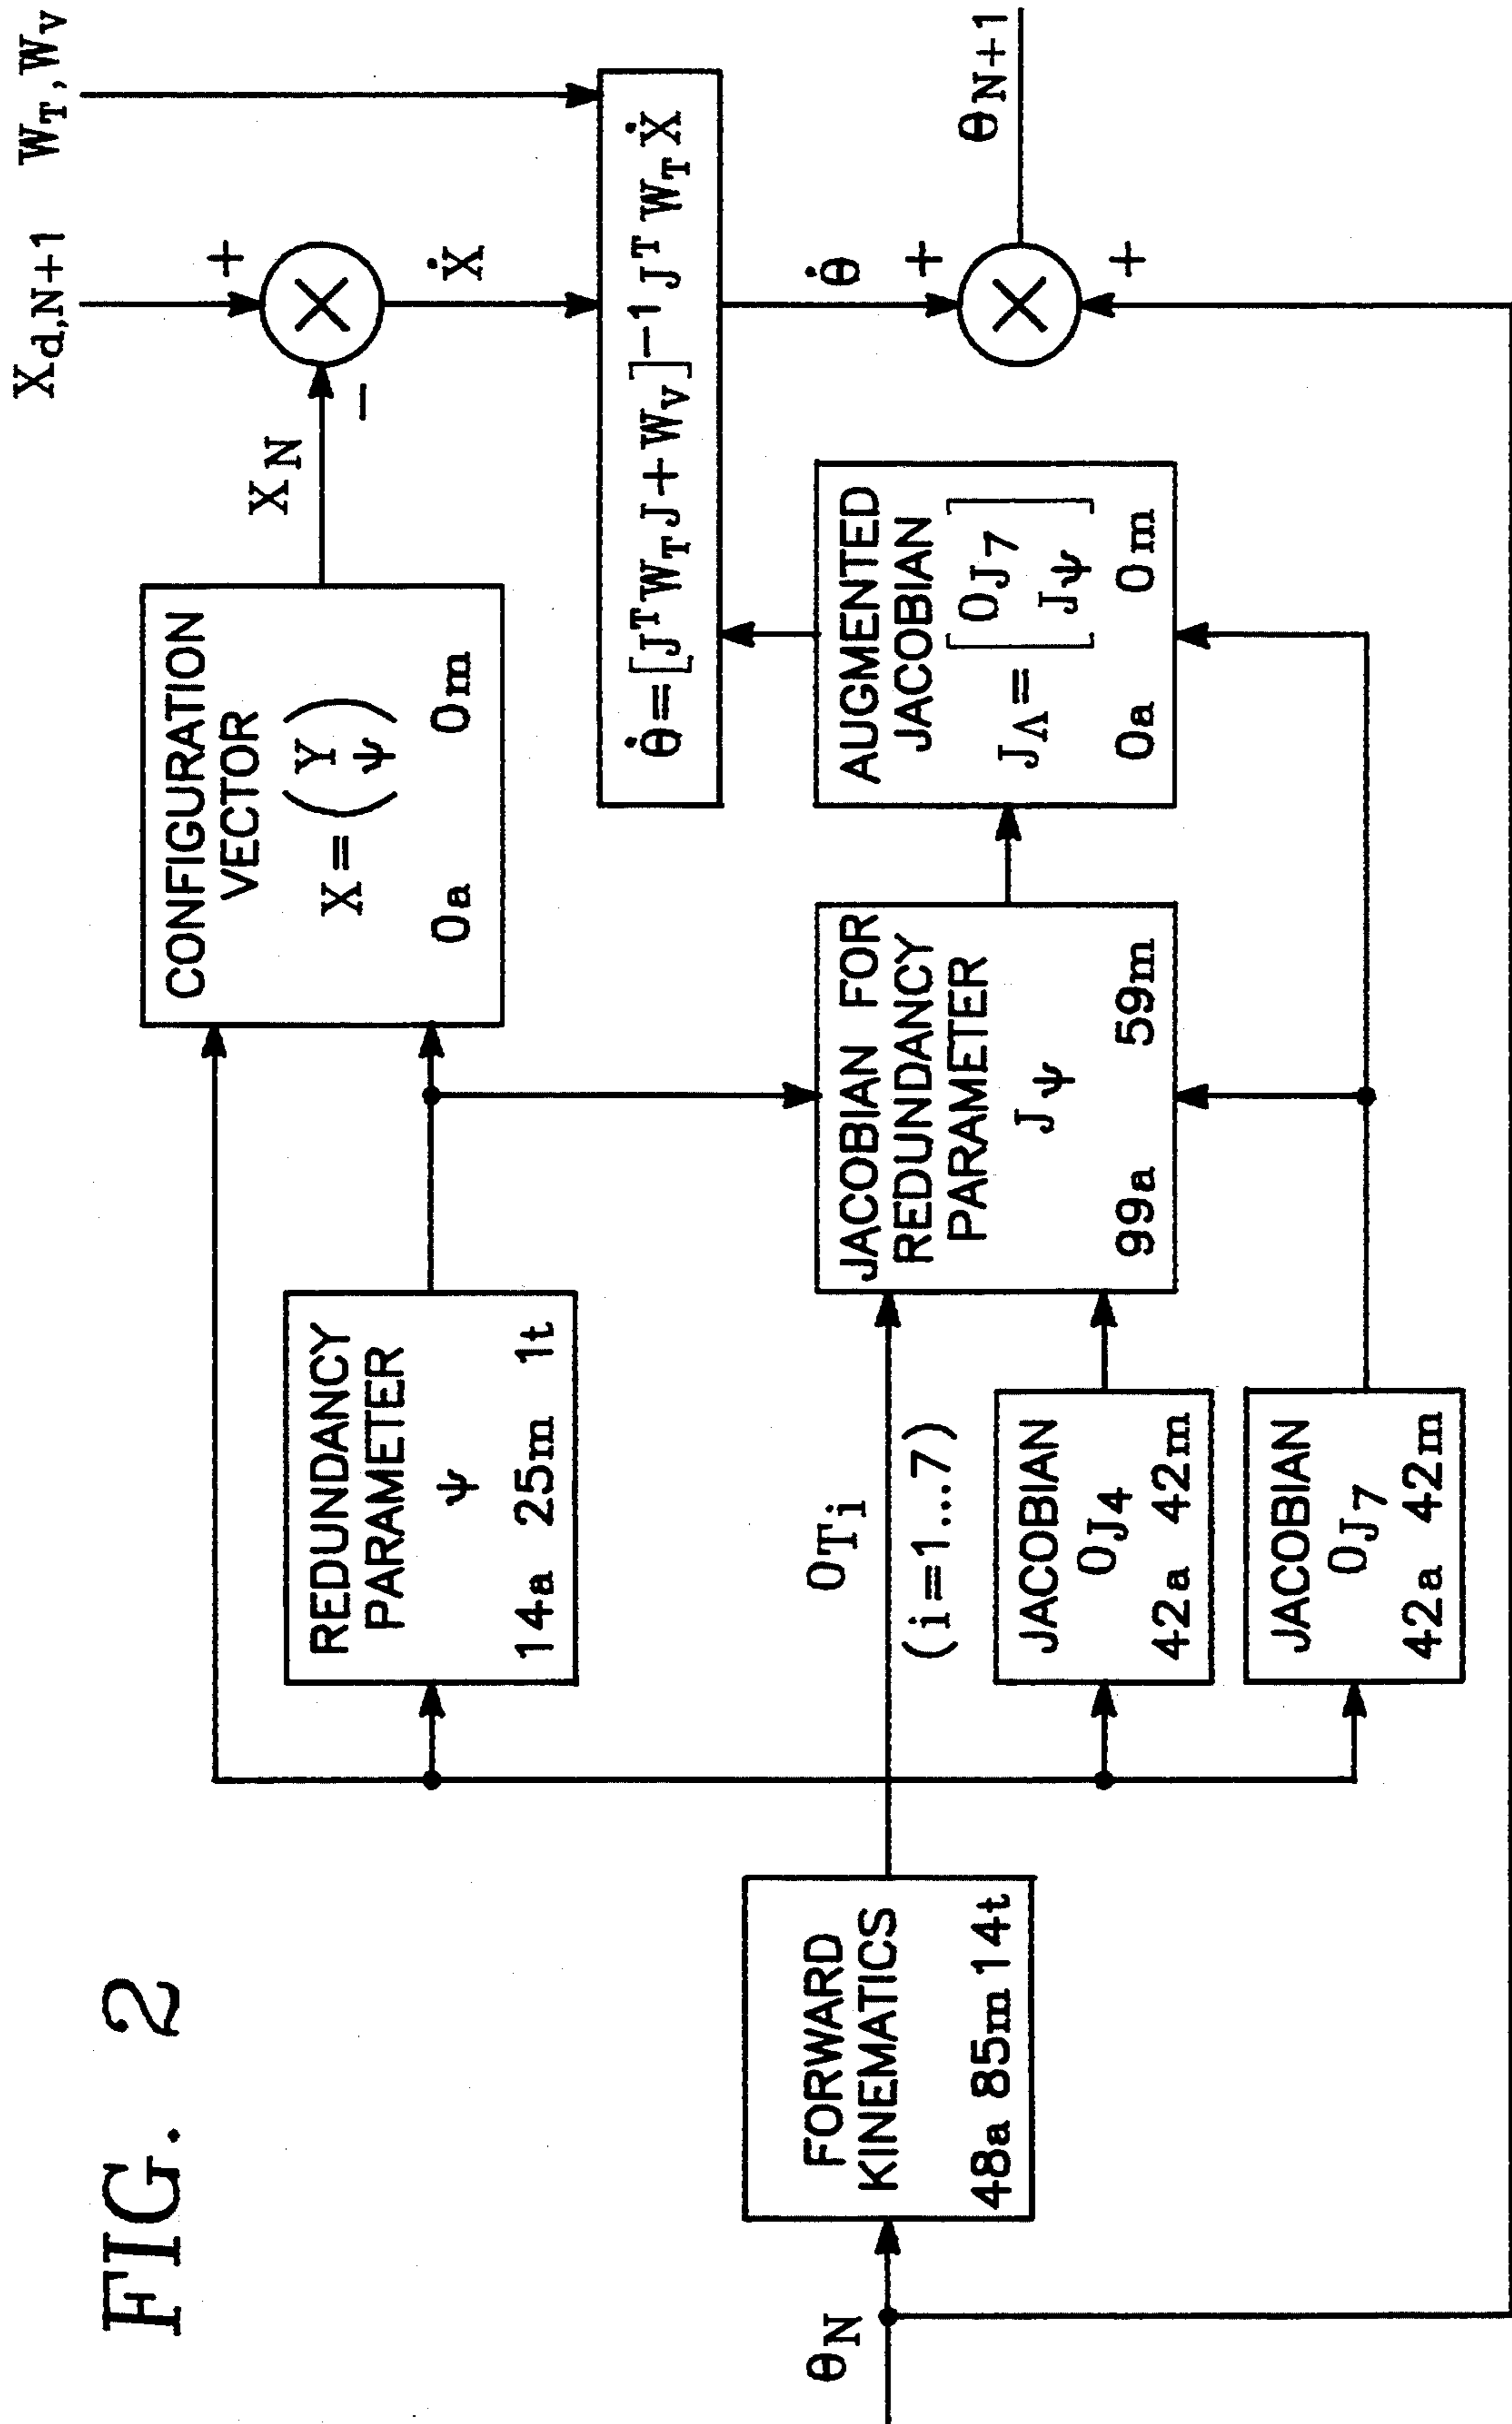 FIG. 2
θN
FORWARD
KINEMATICS
48a 85m 14t
0Ti
(i=1...7)
REDUNDANCY
PARAMETER
ψ
14a 25m 1t
JACOBIAN
0J4
42a 42m
JACOBIAN
0J7
42a 42m
CONFIGURATION
VECTOR
X=(Y ψ)
0a 0m
JACOBIAN FOR
REDUNDANCY
PARAMETER
Jψ
99a 59m
AUGMENTED
JACOBIAN
JΛ=[0J7 Jψ]
0a 0m
XN
−
Xd,N+1
+
Ẋ
WT, Wv
θ̇=[JᵀWTJ+Wv]⁻¹JᵀWTẊ
θ̇
+
+
θN+1